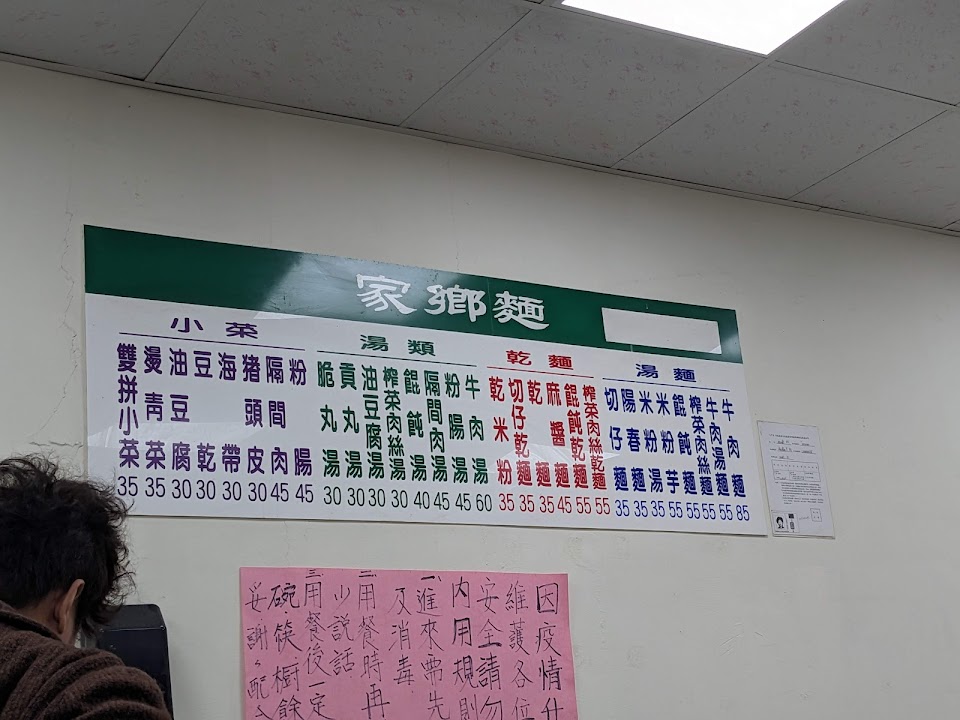 家鄉麵
小菜
雙拼小菜 35
燙青菜 35
油豆腐 30
豆乾 30
海帶 30
豬頭皮 30
隔間肉 45
粉腸 45
湯類
脆丸湯 30
貢丸湯 30
油豆腐湯 30
榨菜肉絲湯 30
餛飩湯 40
隔間肉湯 45
粉腸湯 45
牛肉湯 60
乾麵
乾米粉 35
切仔乾麵 35
乾麵 35
麻醬麵 45
餛飩乾麵 55
榨菜肉絲乾麵 55
湯麵
切仔麵 35
陽春麵 35
米粉湯 35
米粉芋 55
餛飩麵 55
榨菜肉絲麵 55
牛肉湯麵 55
牛肉麵 85
因疫情升
維護各位
安全請勿
內用規則
一、進來需先
及消毒
二、用餐時再
少說話
三、用餐後一定
碗筷櫥餘
妥謝々配